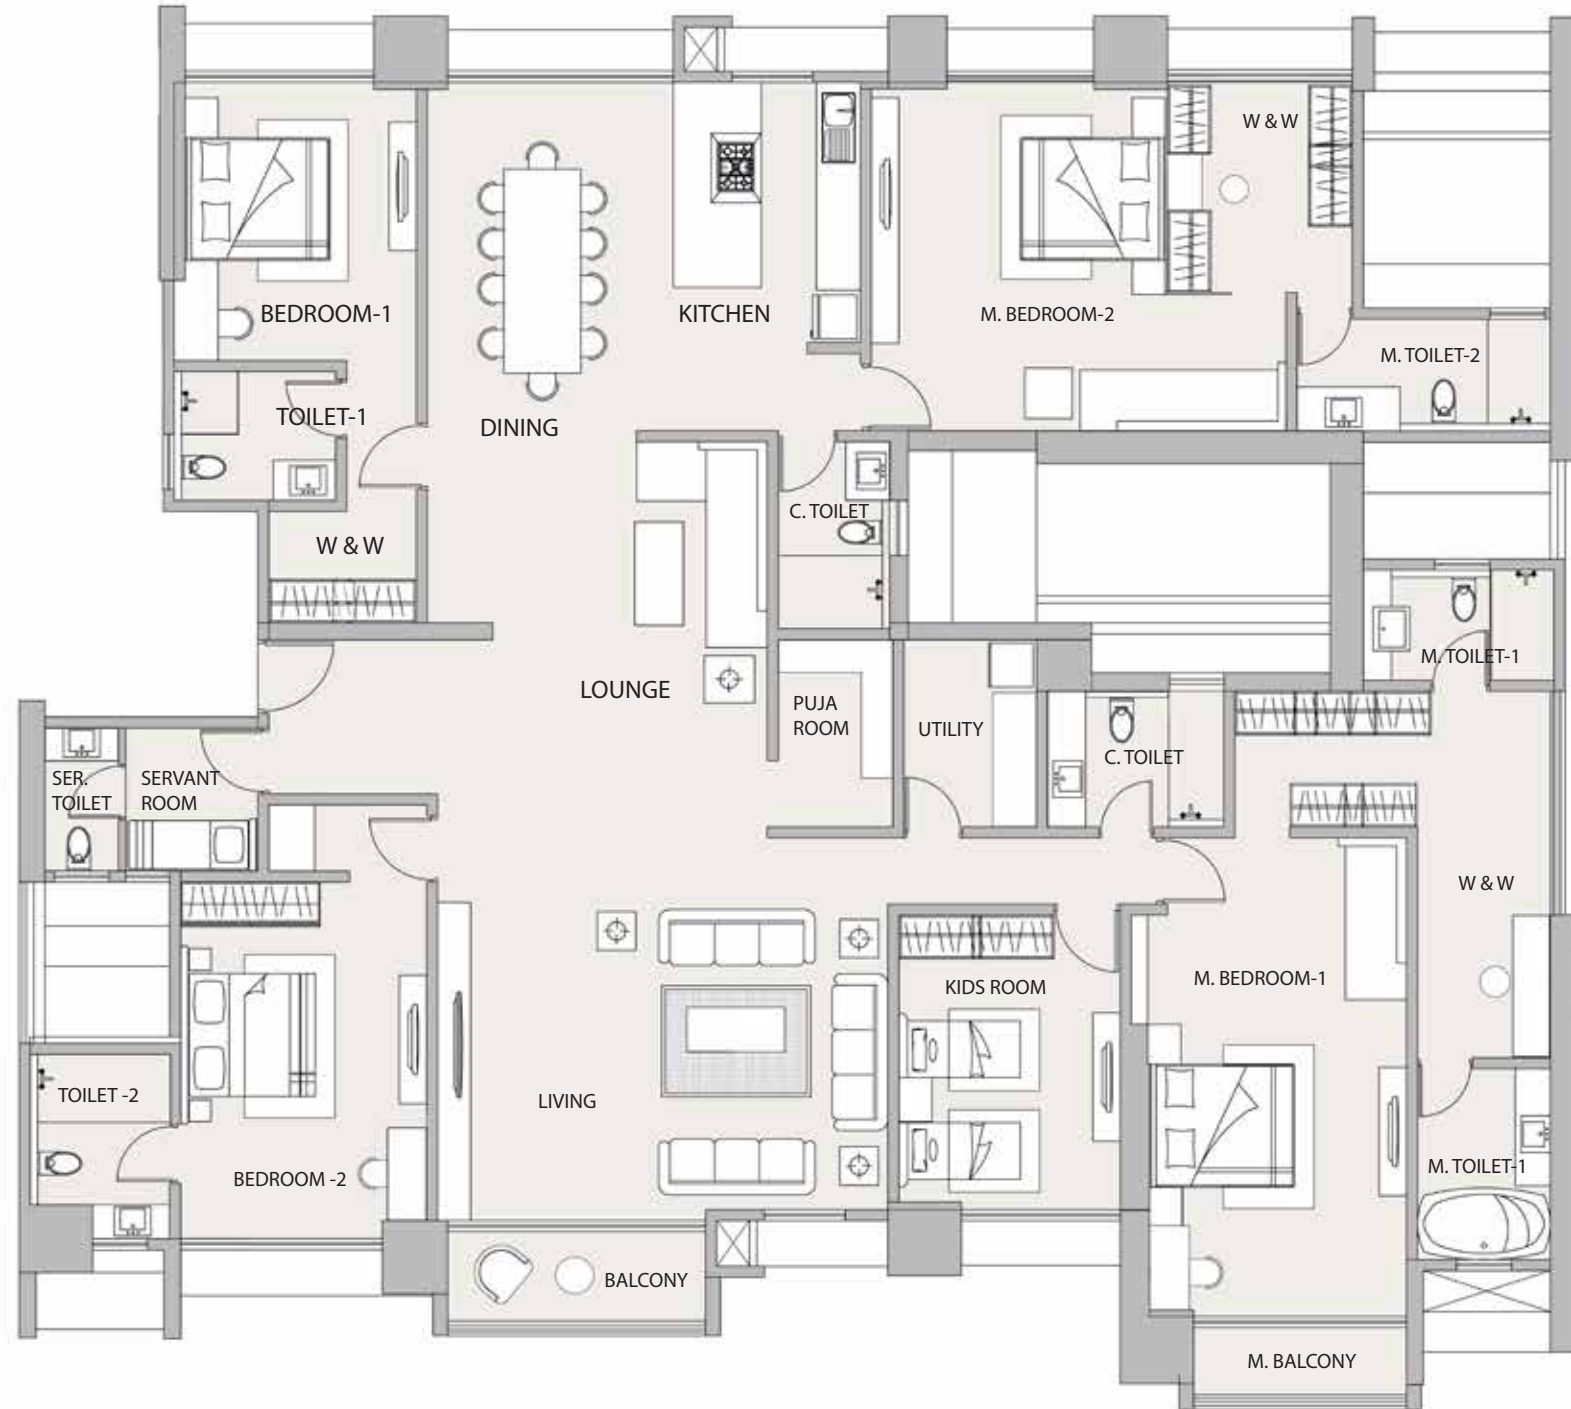 W & W
BEDROOM-1
KITCHEN
M. BEDROOM-2
M. TOILET-2
TOILET-1
DINING
C. TOILET
W & W
M. TOILET-1
LOUNGE
PUJA
ROOM
UTILITY
C. TOILET
SER.
TOILET
SERVANT
ROOM
W & W
M. BEDROOM-1
KIDS ROOM
TOILET -2
LIVING
BEDROOM -2
M. TOILET-1
BALCONY
M. BALCONY